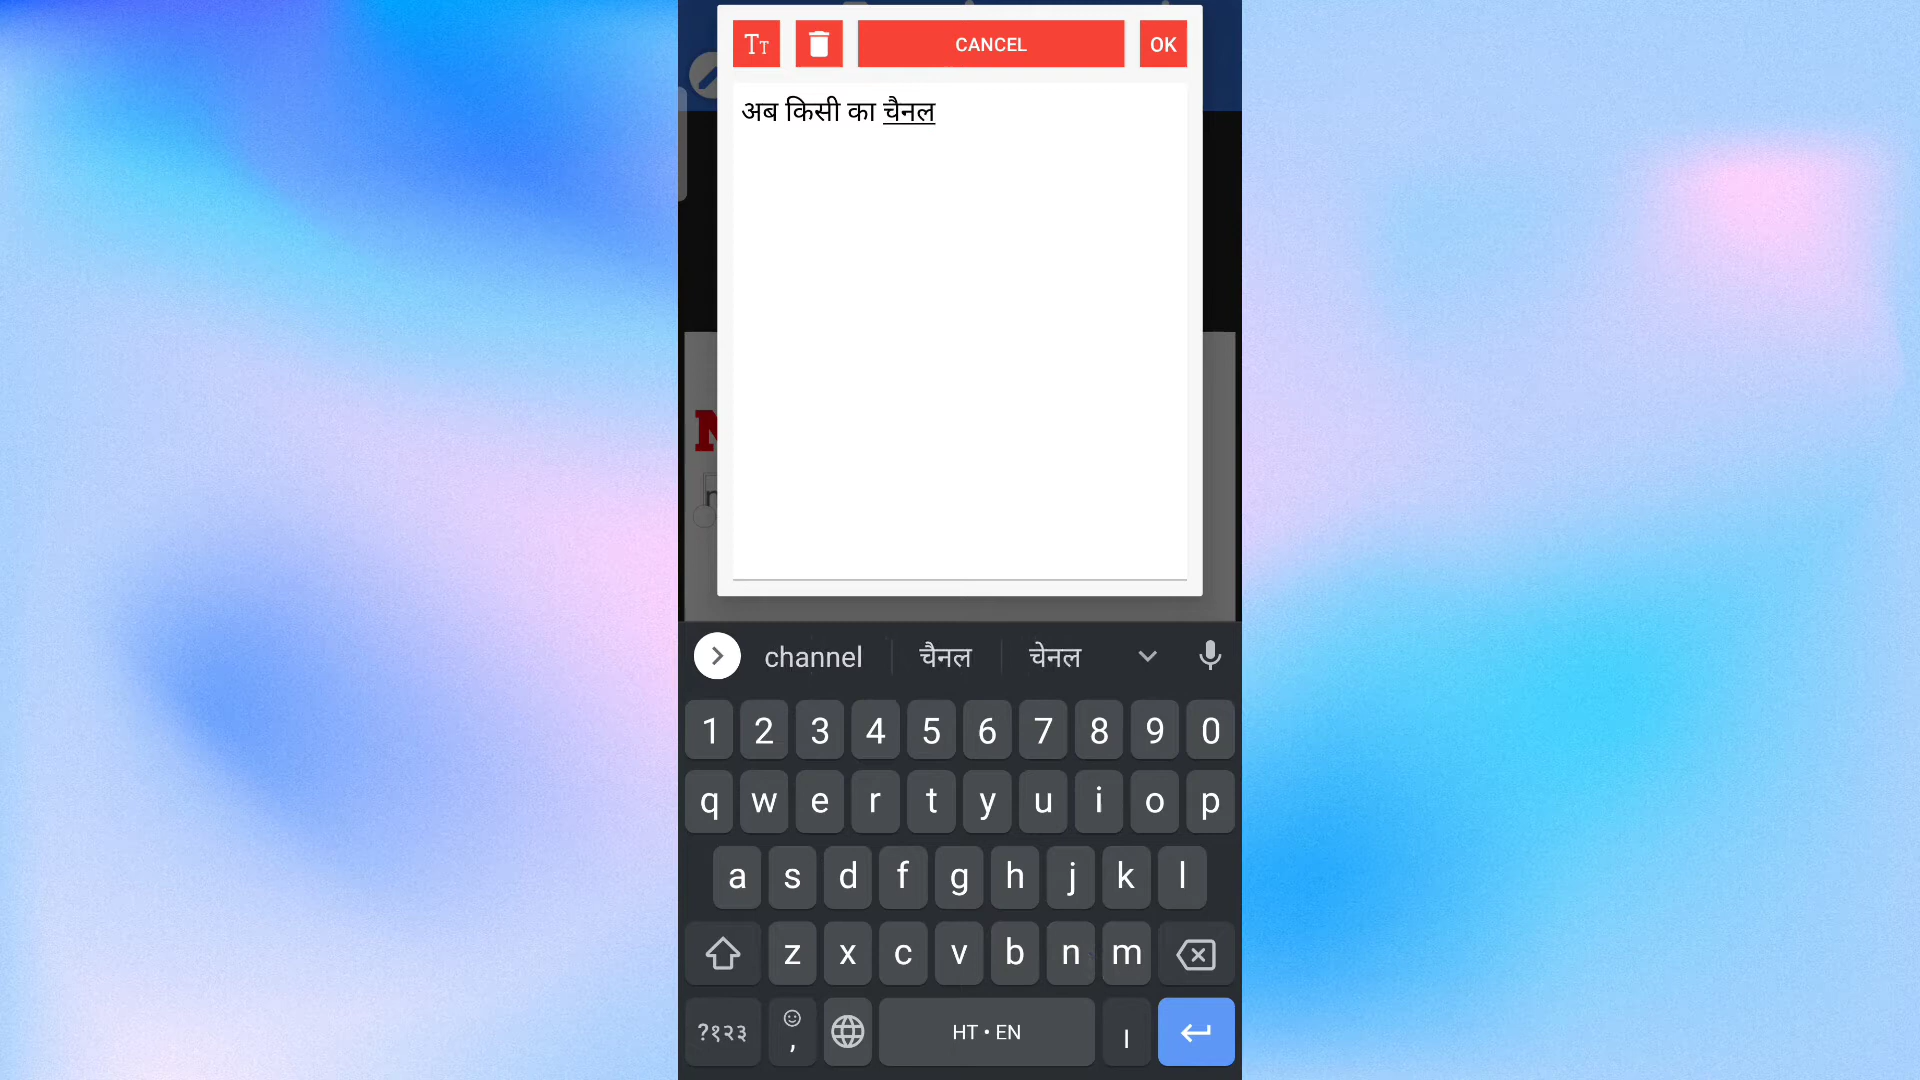 Tт CANCEL OK
अब किसी का चैनल
N
channel चैनल चेनल
1 2 3 4 5 6 7 8 9 0
q w e r t y u i o p
a s d f g h j k l
z x c v b n m
?१२३ , HT • EN ।